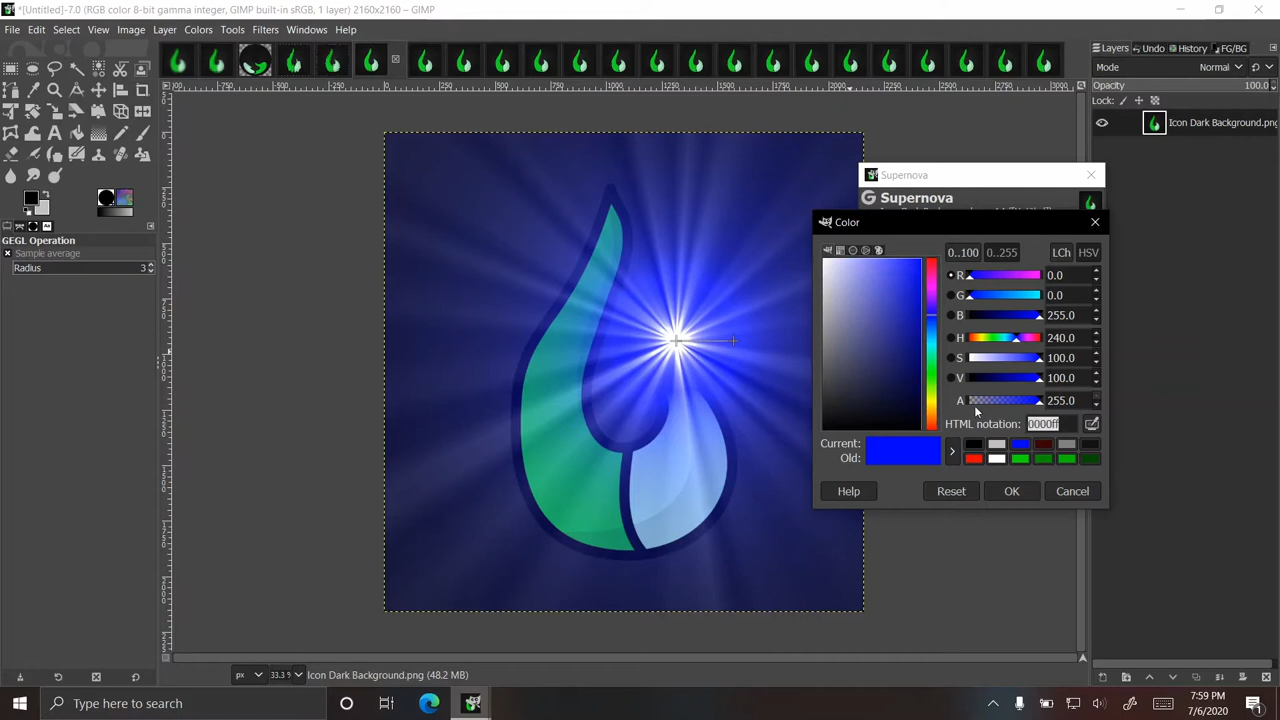 *[Untitled]-7.0 (RGB color 8-bit gamma integer, GIMP built-in sRGB, 1 layer) 2160x2160 – GIMP
File Edit Select View Image Layer Colors Tools Filters Windows Help
Layers Undo History FG/BG
Mode Normal
Opacity 100.0
Lock:
Icon Dark Background.png
GEGL Operation
Sample average
Radius 3
Supernova
Supernova
Color
0..100 0..255 LCh HSV
R 0.0
G 0.0
B 255.0
H 240.0
S 100.0
V 100.0
A 255.0
HTML notation: 0000ff
Current:
Old:
Help Reset OK Cancel
px 33.3 % Icon Dark Background.png (48.2 MB)
Type here to search
7:59 PM
7/6/2020